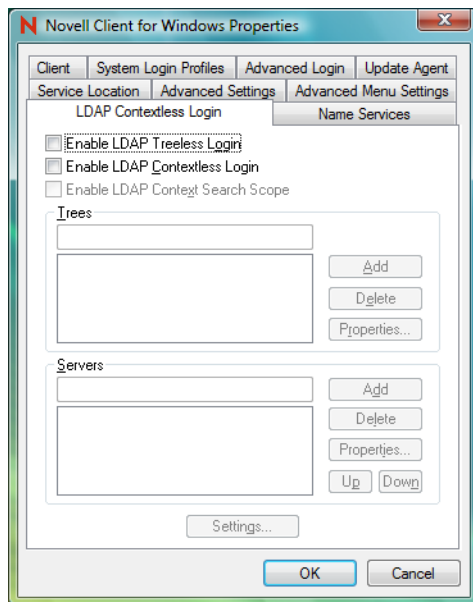 N Novell Client for Windows Properties
Client System Login Profiles Advanced Login Update Agent
Service Location Advanced Settings Advanced Menu Settings
LDAP Contextless Login Name Services
Enable LDAP Treeless Login
Enable LDAP Contextless Login
Enable LDAP Context Search Scope
Trees
Add
Delete
Properties...
Servers
Add
Delete
Properties...
Up Down
Settings...
OK Cancel